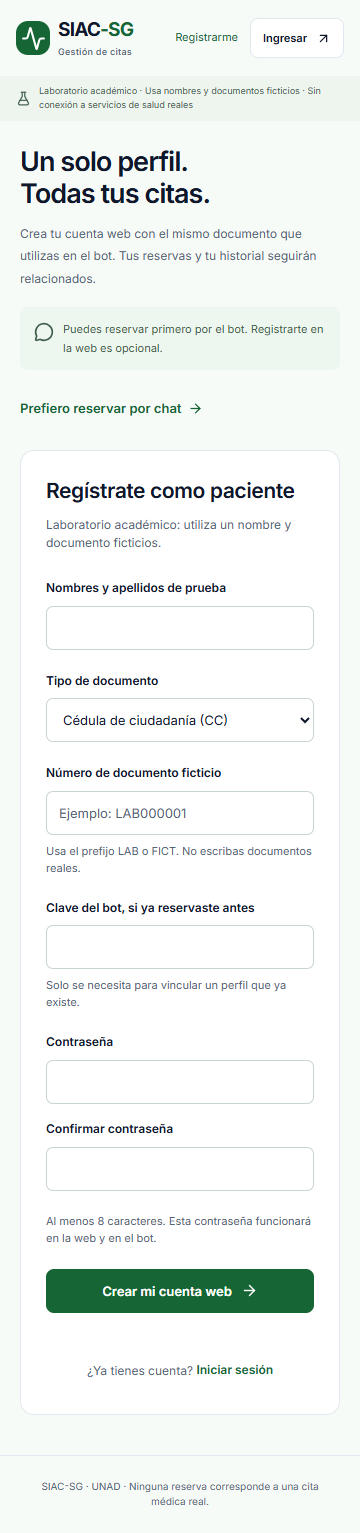 SIAC-SG
Gestión de citas
Registrarme
Ingresar
Laboratorio académico · Usa nombres y documentos ficticios · Sin
conexión a servicios de salud reales
Un solo perfil.
Todas tus citas.
Crea tu cuenta web con el mismo documento que
utilizas en el bot. Tus reservas y tu historial seguirán
relacionados.
Puedes reservar primero por el bot. Registrarte en
la web es opcional.
Prefiero reservar por chat
Regístrate como paciente
Laboratorio académico: utiliza un nombre y
documento ficticios.
Nombres y apellidos de prueba
Tipo de documento
Cédula de ciudadanía (CC)
Número de documento ficticio
Ejemplo: LAB000001
Usa el prefijo LAB o FICT. No escribas documentos
reales.
Clave del bot, si ya reservaste antes
Solo se necesita para vincular un perfil que ya
existe.
Contraseña
Confirmar contraseña
Al menos 8 caracteres. Esta contraseña funcionará
en la web y en el bot.
Crear mi cuenta web
¿Ya tienes cuenta? Iniciar sesión
SIAC-SG · UNAD · Ninguna reserva corresponde a una cita
médica real.